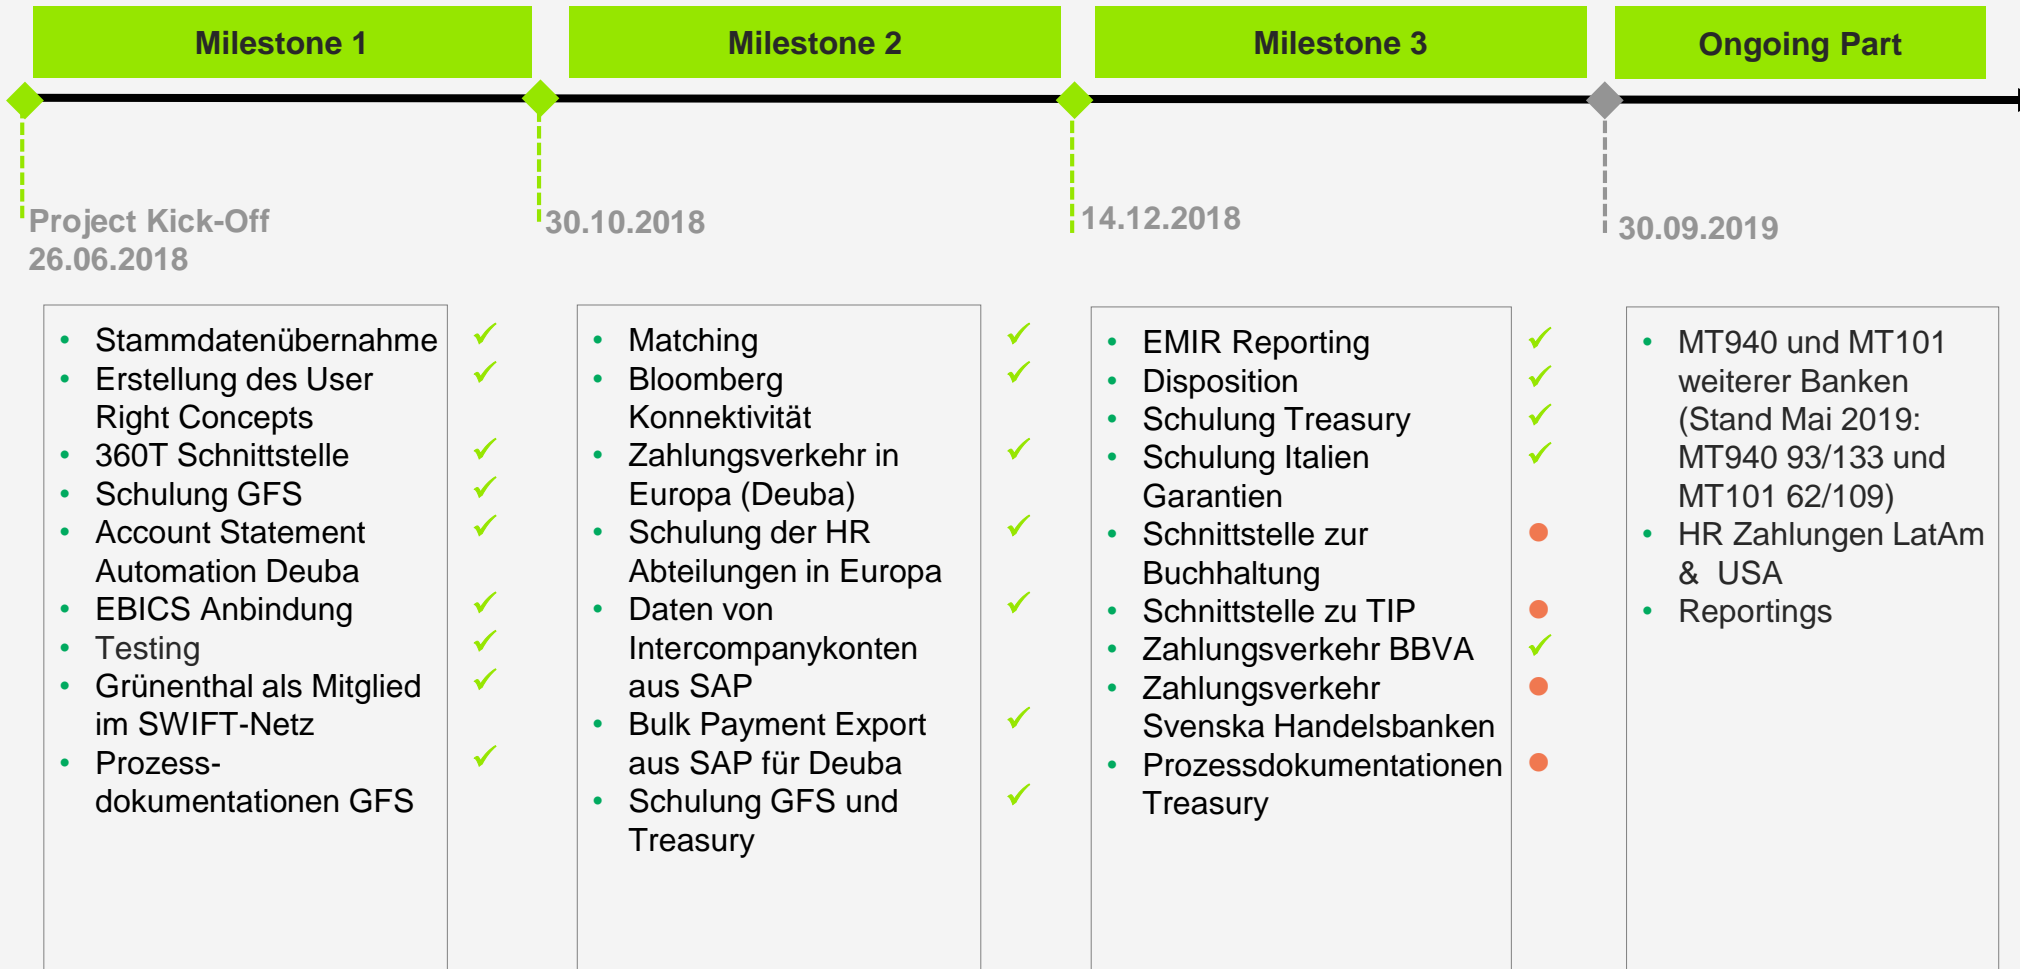 Milestone 1
Milestone 2
Milestone 3
Ongoing Part
Project Kick-Off
26.06.2018
30.10.2018
14.12.2018
30.09.2019
• Stammdatenübernahme ✓
• Erstellung des User ✓
Right Concepts
• 360T Schnittstelle ✓
• Schulung GFS ✓
• Account Statement ✓
Automation Deuba
• EBICS Anbindung ✓
• Testing ✓
• Grünenthal als Mitglied ✓
im SWIFT-Netz
• Prozess- ✓
dokumentationen GFS
• Matching ✓
• Bloomberg ✓
Konnektivität
• Zahlungsverkehr in ✓
Europa (Deuba)
• Schulung der HR ✓
Abteilungen in Europa
• Daten von ✓
Intercompanykonten
aus SAP
• Bulk Payment Export ✓
aus SAP für Deuba
• Schulung GFS und ✓
Treasury
• EMIR Reporting ✓
• Disposition ✓
• Schulung Treasury ✓
• Schulung Italien ✓
Garantien
• Schnittstelle zur
Buchhaltung
• Schnittstelle zu TIP
• Zahlungsverkehr BBVA ✓
• Zahlungsverkehr
Svenska Handelsbanken
• Prozessdokumentationen
Treasury
• MT940 und MT101
weiterer Banken
(Stand Mai 2019:
MT940 93/133 und
MT101 62/109)
• HR Zahlungen LatAm
& USA
• Reportings